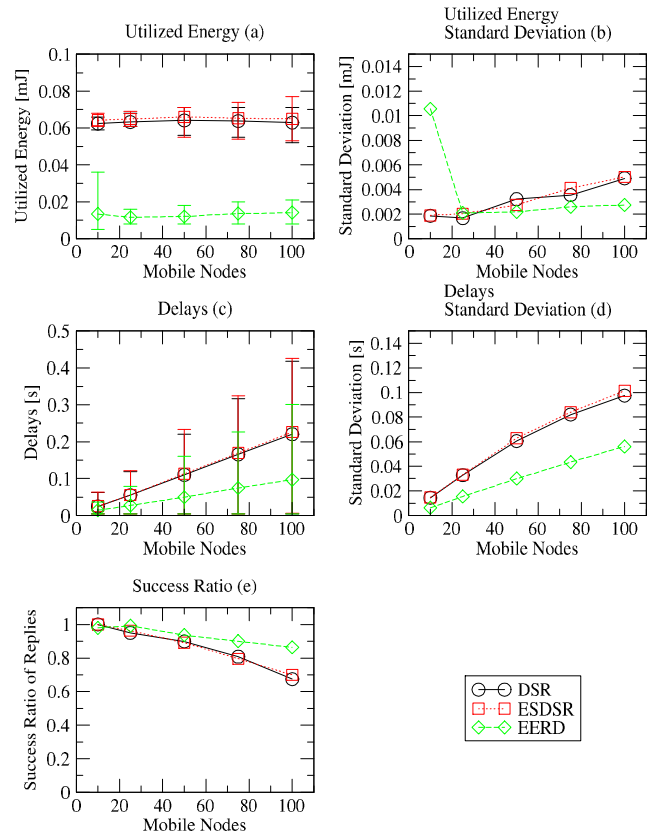 Utilized Energy (a)
Utilized Energy [mJ]
0.1
0.08
0.06
0.04
0.02
0
0 20 40 60 80 100
Mobile Nodes
Utilized Energy
Standard Deviation (b)
Standard Deviation [mJ]
0.014
0.012
0.01
0.008
0.006
0.004
0.002
0
0 20 40 60 80 100
Mobile Nodes
Delays (c)
Delays [s]
0.5
0.4
0.3
0.2
0.1
0
0 20 40 60 80 100
Mobile Nodes
Delays
Standard Deviation (d)
Standard Deviation [s]
0.14
0.12
0.1
0.08
0.06
0.04
0.02
0
0 20 40 60 80 100
Mobile Nodes
Success Ratio (e)
Success Ratio of Replies
1
0.8
0.6
0.4
0.2
0
0 20 40 60 80 100
Mobile Nodes
DSR
ESDSR
EERD